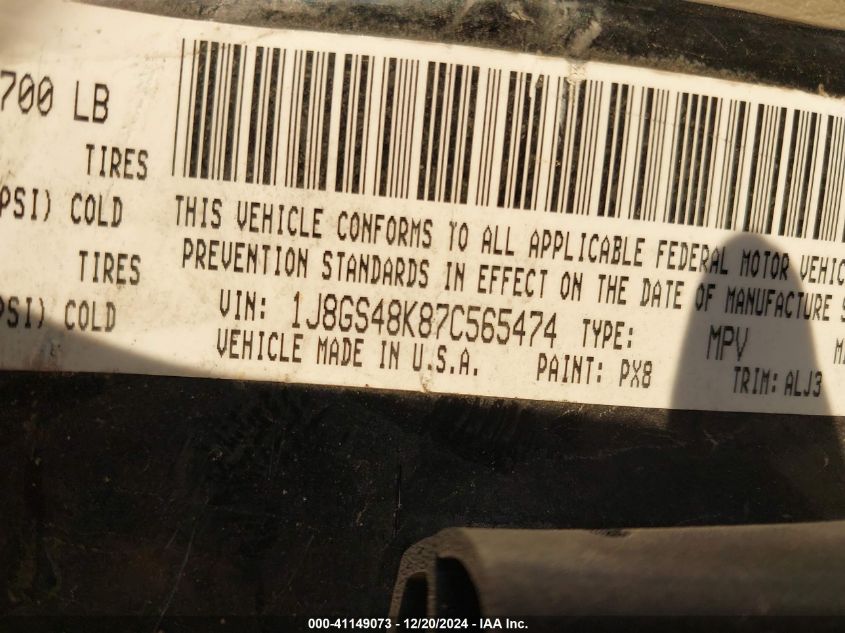 700 LB
TIRES
PSI) COLD
TIRES
PSI) COLD
THIS VEHICLE CONFORMS TO ALL APPLICABLE FEDERAL MOTOR VEHIC
PREVENTION STANDARDS IN EFFECT ON THE DATE OF MANUFACTURE S
VIN: 1J8GS48K87C565474 TYPE: MPV
VEHICLE MADE IN U.S.A. PAINT: PX8 TRIM: ALJ3
000-41149073 - 12/20/2024 - IAA Inc.